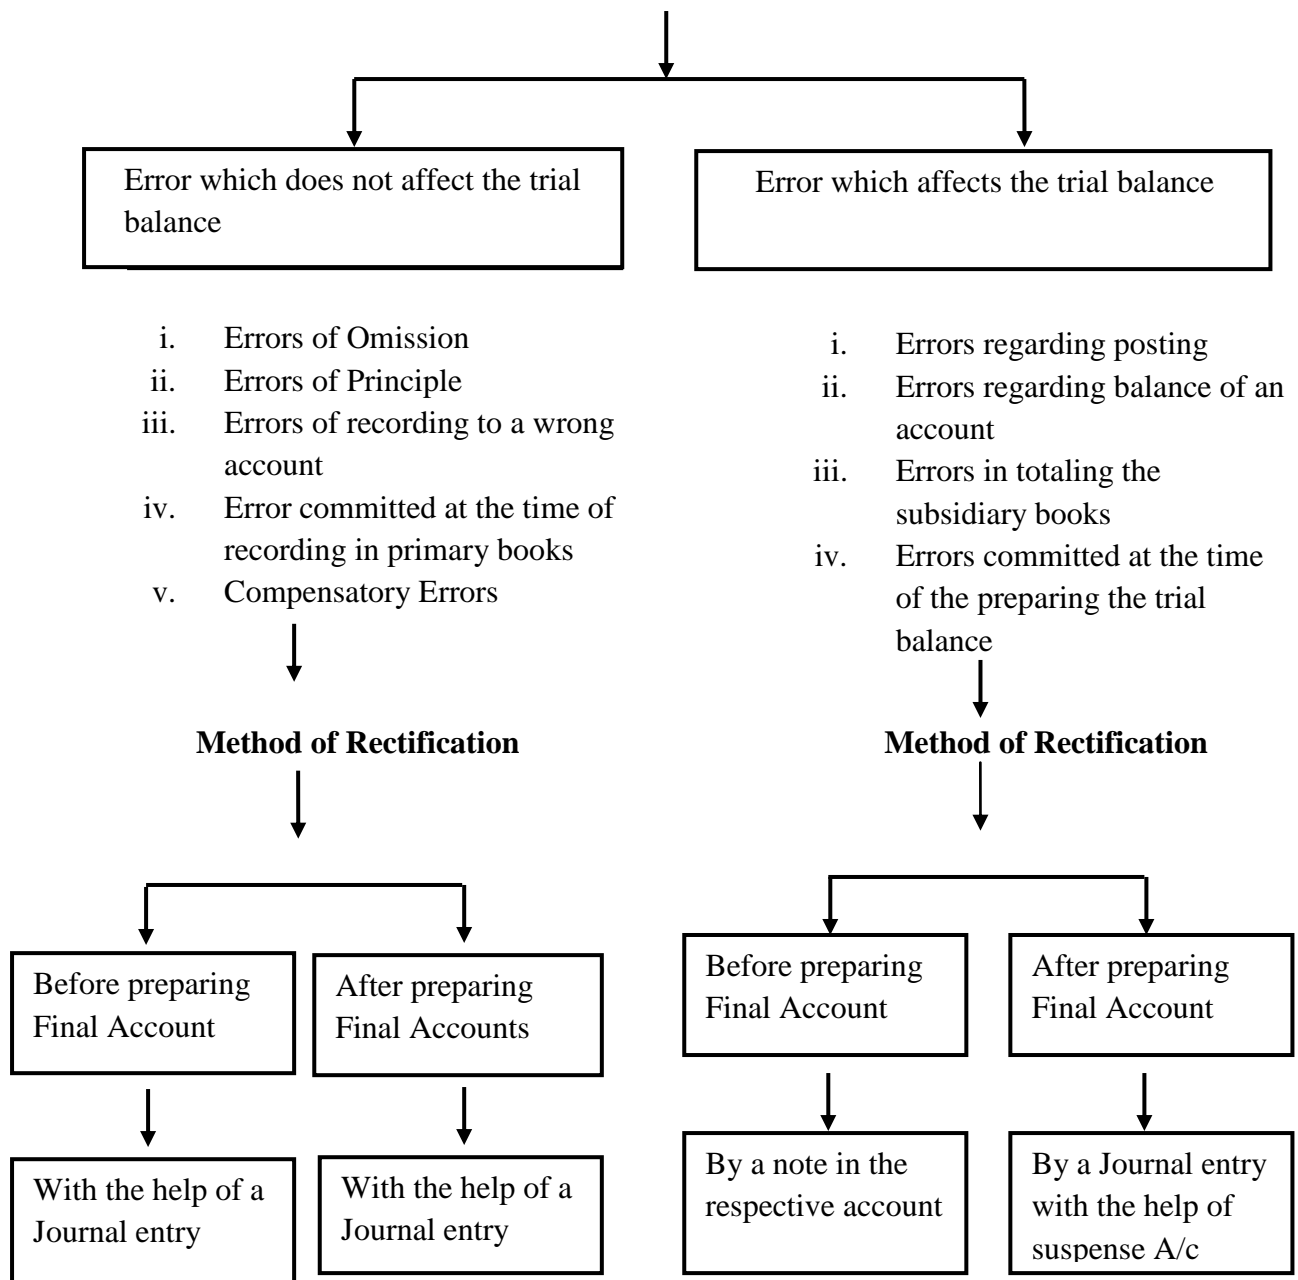 Error which does not affect the trial
balance
Error which affects the trial balance
i. Errors of Omission
ii. Errors of Principle
iii. Errors of recording to a wrong
account
iv. Error committed at the time of
recording in primary books
v. Compensatory Errors
i. Errors regarding posting
ii. Errors regarding balance of an
account
iii. Errors in totaling the
subsidiary books
iv. Errors committed at the time
of the preparing the trial
balance
Method of Rectification
Method of Rectification
Before preparing
Final Account
After preparing
Final Accounts
Before preparing
Final Account
After preparing
Final Account
With the help of a
Journal entry
With the help of a
Journal entry
By a note in the
respective account
By a Journal entry
with the help of
suspense A/c